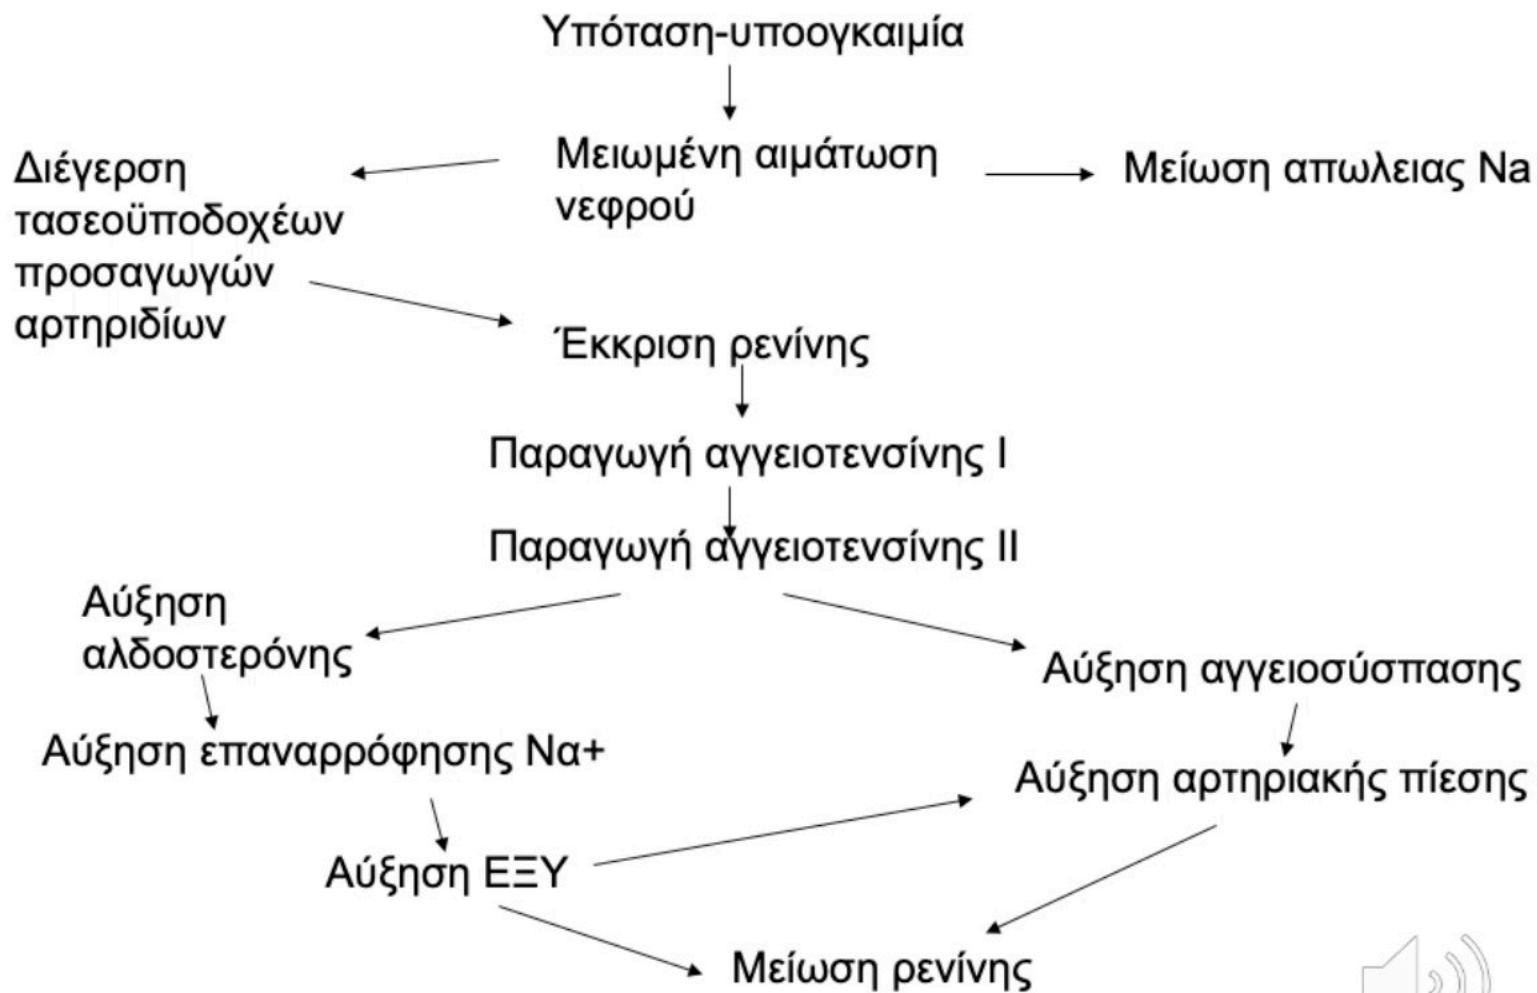 Υπόταση-υποογκαιμία
Μειωμένη αιμάτωση
νεφρού
Διέγερση
τασεοϋποδοχέων
προσαγωγών
αρτηριδίων
Μείωση απωλειας Na
Έκκριση ρενίνης
Παραγωγή αγγειοτενσίνης I
Παραγωγή αγγειοτενσίνης II
Αύξηση
αλδοστερόνης
Αύξηση αγγειοσύσπασης
Αύξηση επαναρρόφησης Να+
Αύξηση αρτηριακής πίεσης
Αύξηση ΕΞΥ
Μείωση ρενίνης